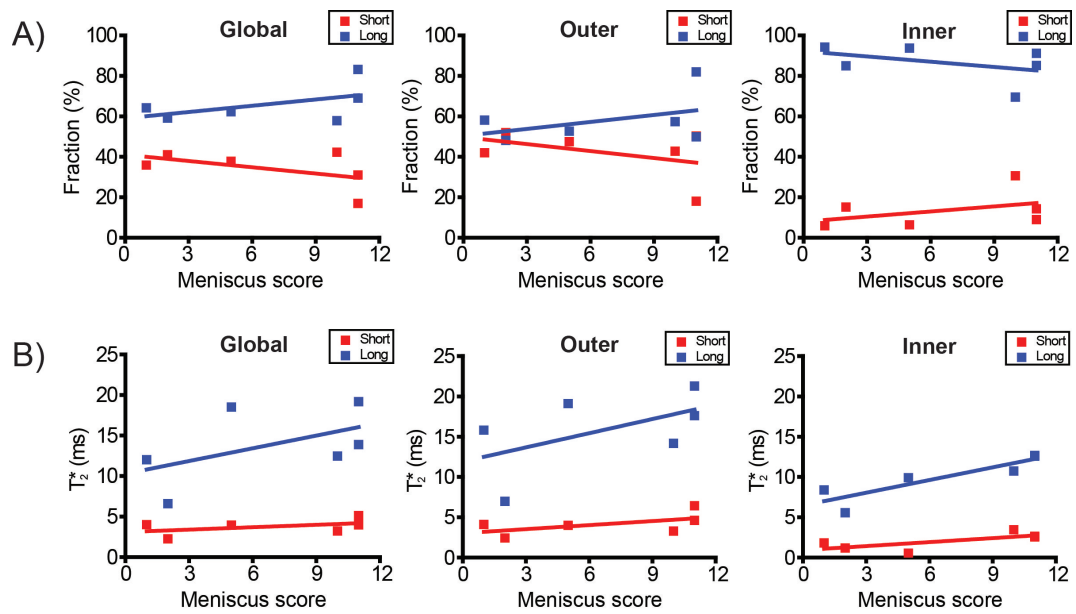 A)
Global
Short
Long
Fraction (%)
100
80
60
40
20
0
0 3 6 9 12
Meniscus score
Outer
Short
Long
Fraction (%)
100
80
60
40
20
0
0 3 6 9 12
Meniscus score
Inner
Short
Long
Fraction (%)
100
80
60
40
20
0
0 3 6 9 12
Meniscus score
B)
Global
Short
Long
T2* (ms)
25
20
15
10
5
0
0 3 6 9 12
Meniscus score
Outer
Short
Long
T2* (ms)
25
20
15
10
5
0
0 3 6 9 12
Meniscus score
Inner
Short
Long
T2* (ms)
25
20
15
10
5
0
0 3 6 9 12
Meniscus score